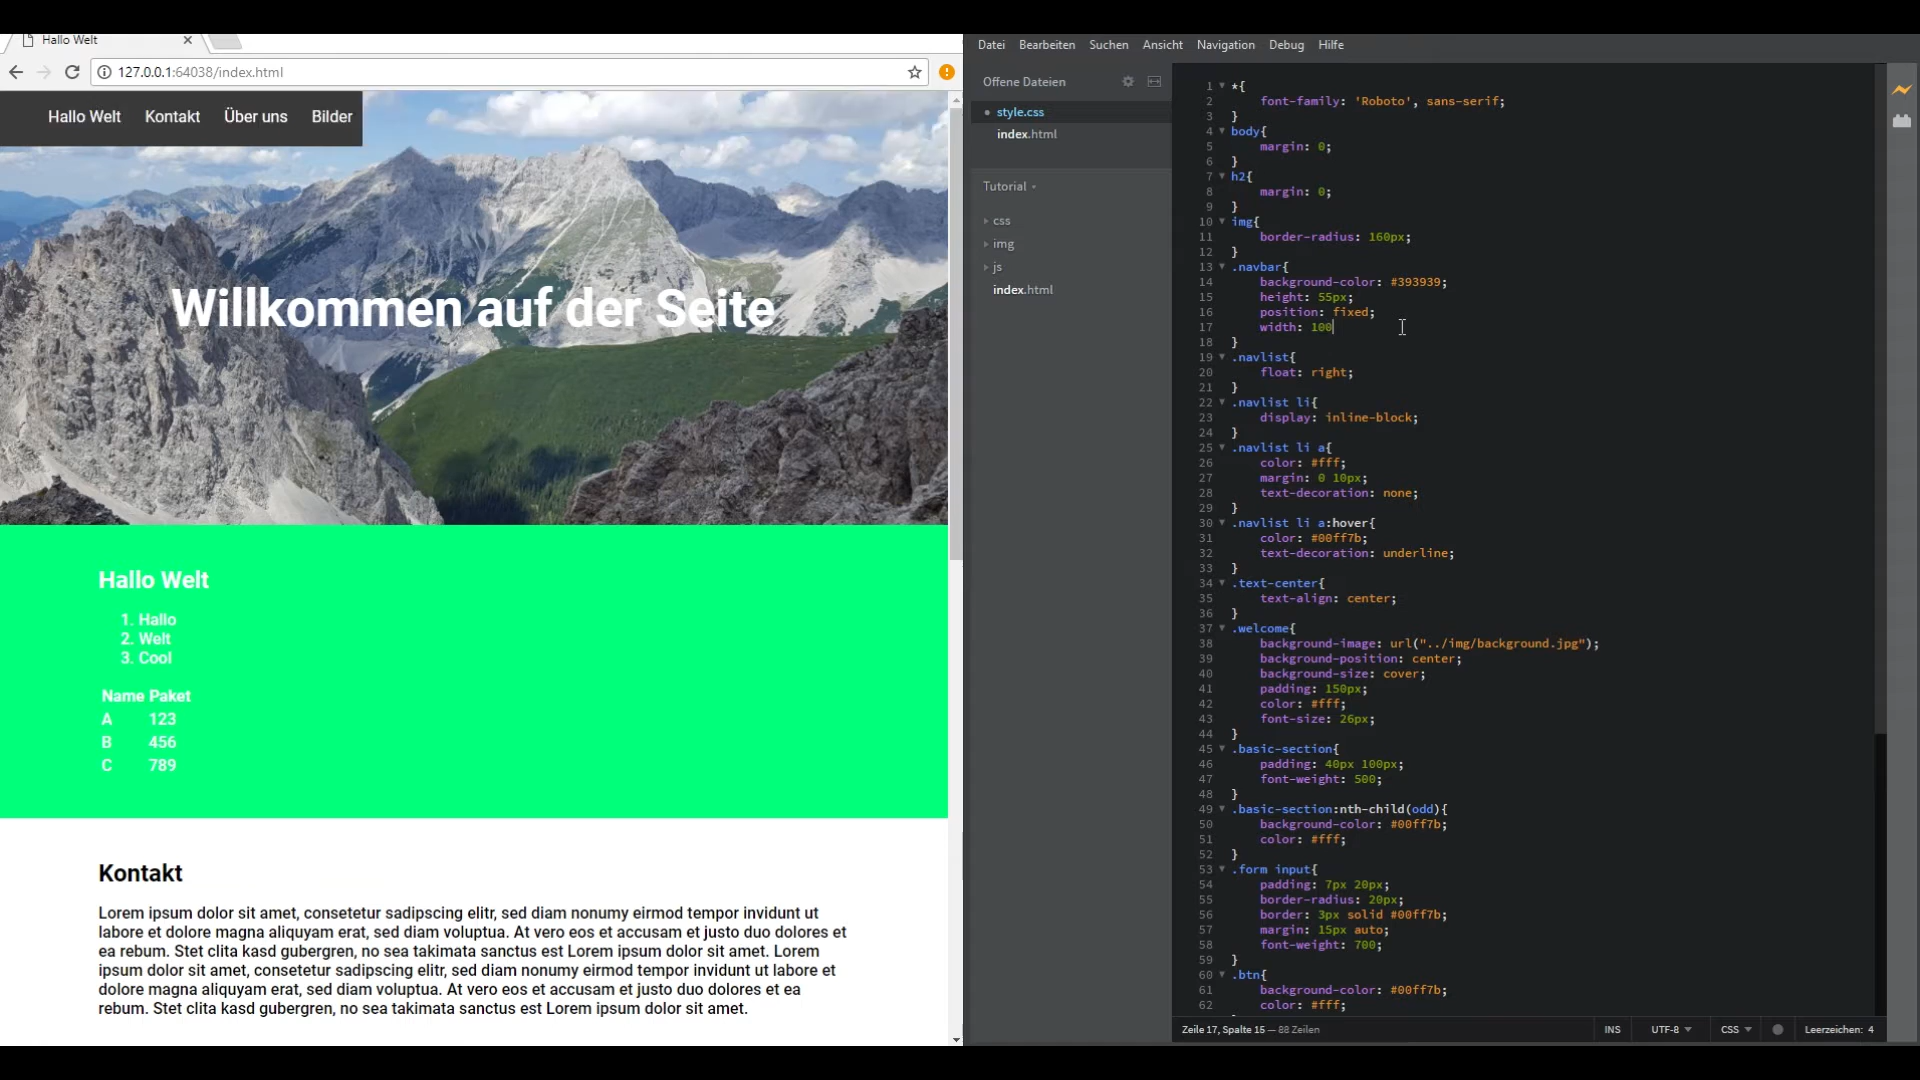 Hallo Welt
127.0.0.1:64038/index.html
Hallo Welt Kontakt Über uns Bilder
Willkommen auf der Seite
Hallo Welt
1. Hallo
2. Welt
3. Cool
Name Paket
A 123
B 456
C 789
Kontakt
Lorem ipsum dolor sit amet, consetetur sadipscing elitr, sed diam nonumy eirmod tempor invidunt ut
labore et dolore magna aliquyam erat, sed diam voluptua. At vero eos et accusam et justo duo dolores et
ea rebum. Stet clita kasd gubergren, no sea takimata sanctus est Lorem ipsum dolor sit amet. Lorem
ipsum dolor sit amet, consetetur sadipscing elitr, sed diam nonumy eirmod tempor invidunt ut labore et
dolore magna aliquyam erat, sed diam voluptua. At vero eos et accusam et justo duo dolores et ea
rebum. Stet clita kasd gubergren, no sea takimata sanctus est Lorem ipsum dolor sit amet.
Datei Bearbeiten Suchen Ansicht Navigation Debug Hilfe
Offene Dateien
style.css
index.html
Tutorial
css
img
js
index.html
1 *{
2 font-family: 'Roboto', sans-serif;
3 }
4 body{
5 margin: 0;
6 }
7 h2{
8 margin: 0;
9 }
10 img{
11 border-radius: 160px;
12 }
13 .navbar{
14 background-color: #393939;
15 height: 55px;
16 position: fixed;
17 width: 100
18 }
19 .navlist{
20 float: right;
21 }
22 .navlist li{
23 display: inline-block;
24 }
25 .navlist li a{
26 color: #fff;
27 margin: 0 10px;
28 text-decoration: none;
29 }
30 .navlist li a:hover{
31 color: #00ff7b;
32 text-decoration: underline;
33 }
34 .text-center{
35 text-align: center;
36 }
37 .welcome{
38 background-image: url("../img/background.jpg");
39 background-position: center;
40 background-size: cover;
41 padding: 150px;
42 color: #fff;
43 font-size: 26px;
44 }
45 .basic-section{
46 padding: 40px 100px;
47 font-weight: 500;
48 }
49 .basic-section:nth-child(odd){
50 background-color: #00ff7b;
51 color: #fff;
52 }
53 .form input{
54 padding: 7px 20px;
55 border-radius: 20px;
56 border: 3px solid #00ff7b;
57 margin: 15px auto;
58 font-weight: 700;
59 }
60 .btn{
61 background-color: #00ff7b;
62 color: #fff;
Zeile 17, Spalte 15 — 88 Zeilen INS UTF-8 CSS Leerzeichen: 4